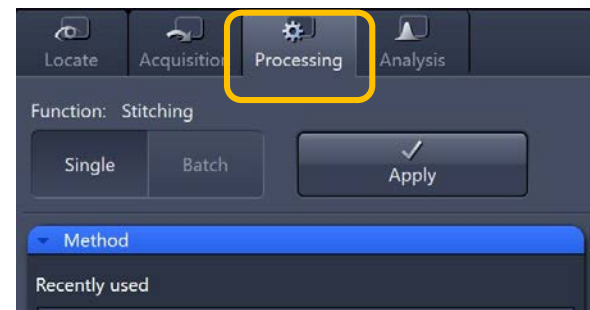 Locate Acquisition Processing Analysis
Function: Stitching
Single Batch Apply
Method
Recently used